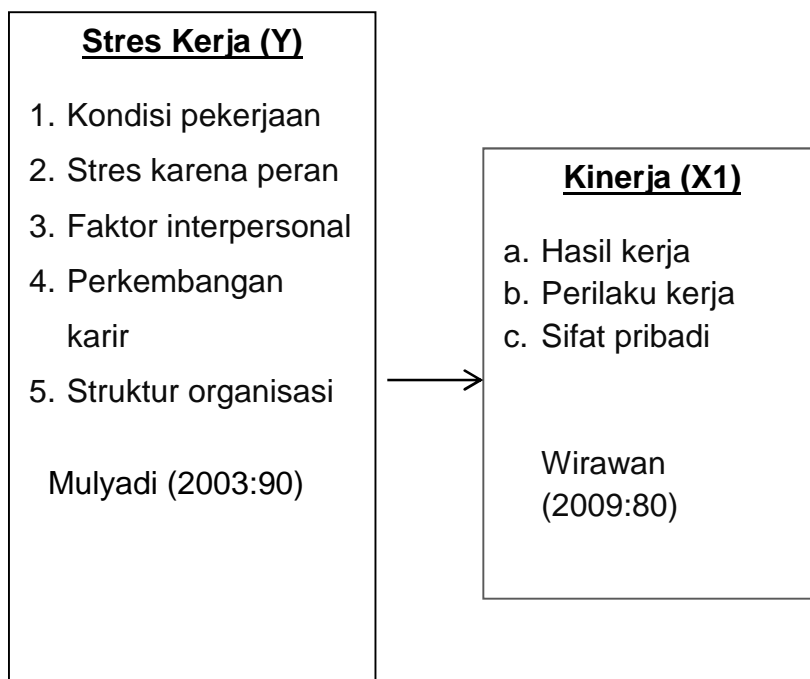 Stres Kerja (Y)
1. Kondisi pekerjaan
2. Stres karena peran
3. Faktor interpersonal
4. Perkembangan
karir
5. Struktur organisasi
Mulyadi (2003:90)
Kinerja (X1)
a. Hasil kerja
b. Perilaku kerja
c. Sifat pribadi
Wirawan
(2009:80)